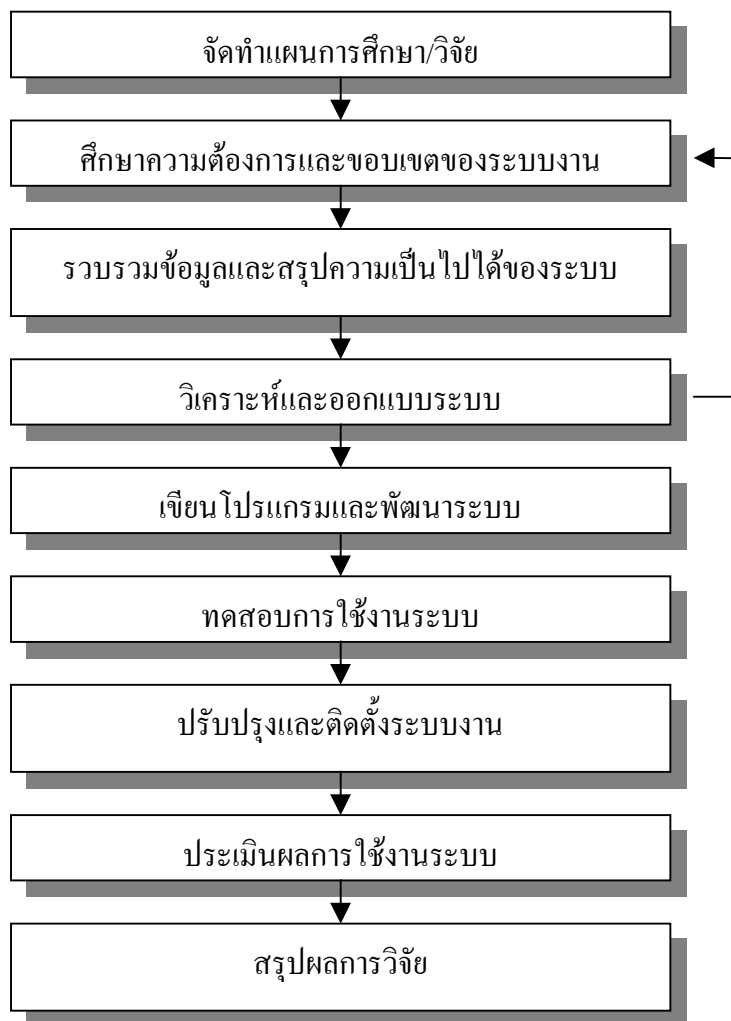 จัดทำแผนการศึกษา/วิจัย
ศึกษาความต้องการและขอบเขตของระบบงาน
รวบรวมข้อมูลและสรุปความเป็นไปได้ของระบบ
วิเคราะห์และออกแบบระบบ
เขียนโปรแกรมและพัฒนาระบบ
ทดสอบการใช้งานระบบ
ปรับปรุงและติดตั้งระบบงาน
ประเมินผลการใช้งานระบบ
สรุปผลการวิจัย